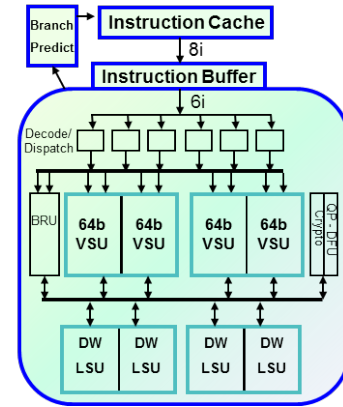 Branch
Predict
Instruction Cache
8i
Instruction Buffer
6i
Decode/
Dispatch
BRU
64b
VSU
64b
VSU
64b
VSU
64b
VSU
Crypto
QP - DFU
DW
LSU
DW
LSU
DW
LSU
DW
LSU